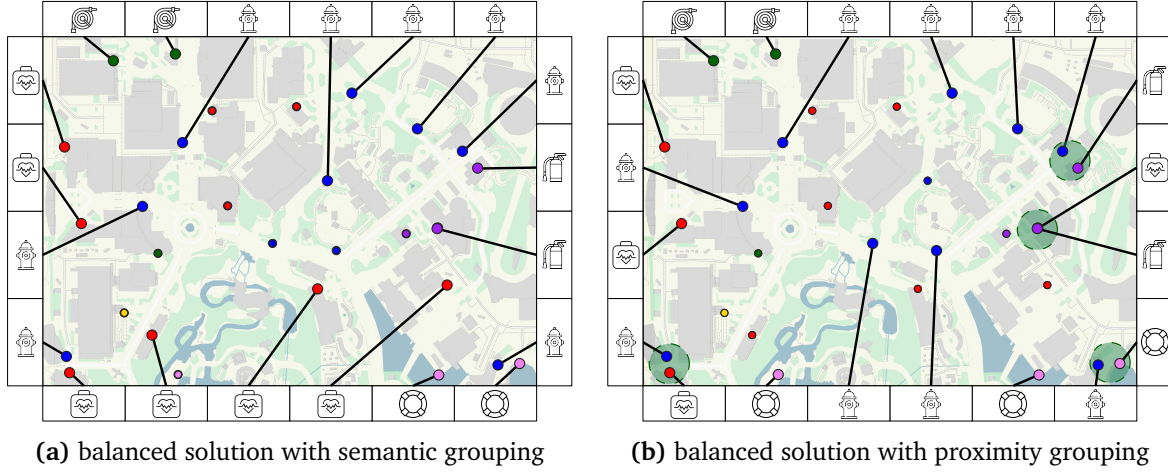 (a) balanced solution with semantic grouping
(b) balanced solution with proximity grouping